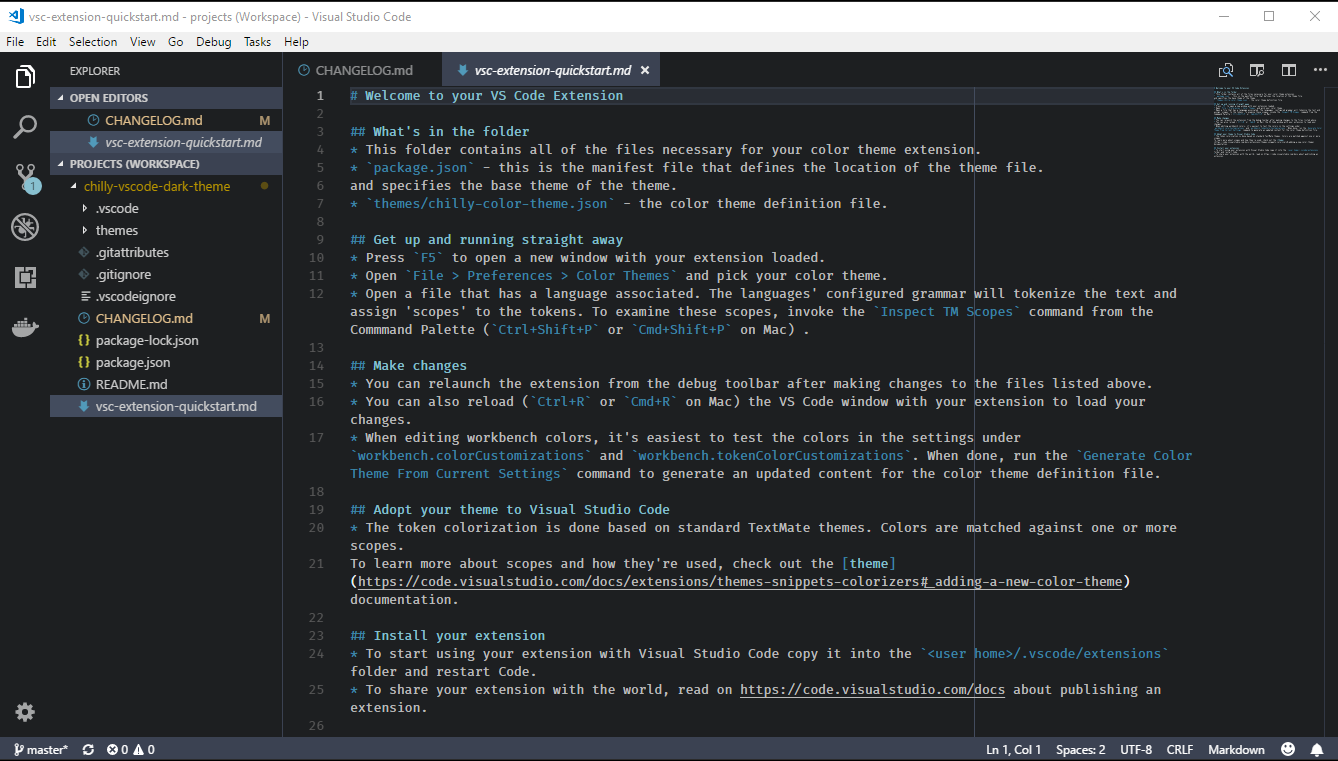 vsc-extension-quickstart.md - projects (Workspace) - Visual Studio Code
File Edit Selection View Go Debug Tasks Help
EXPLORER
OPEN EDITORS
CHANGELOG.md M
vsc-extension-quickstart.md
PROJECTS (WORKSPACE)
chilly-vscode-dark-theme
.vscode
themes
.gitattributes
.gitignore
.vscodeignore
CHANGELOG.md M
package-lock.json
package.json
README.md
vsc-extension-quickstart.md
1
CHANGELOG.md vsc-extension-quickstart.md
1 # Welcome to your VS Code Extension
2
3 ## What's in the folder
4 * This folder contains all of the files necessary for your color theme extension.
5 * `package.json` - this is the manifest file that defines the location of the theme file.
6 and specifies the base theme of the theme.
7 * `themes/chilly-color-theme.json` - the color theme definition file.
8
9 ## Get up and running straight away
10 * Press `F5` to open a new window with your extension loaded.
11 * Open `File > Preferences > Color Themes` and pick your color theme.
12 * Open a file that has a language associated. The languages' configured grammar will tokenize the text and
assign 'scopes' to the tokens. To examine these scopes, invoke the `Inspect TM Scopes` command from the
Commmand Palette (`Ctrl+Shift+P` or `Cmd+Shift+P` on Mac) .
13
14 ## Make changes
15 * You can relaunch the extension from the debug toolbar after making changes to the files listed above.
16 * You can also reload (`Ctrl+R` or `Cmd+R` on Mac) the VS Code window with your extension to load your
changes.
17 * When editing workbench colors, it's easiest to test the colors in the settings under
`workbench.colorCustomizations` and `workbench.tokenColorCustomizations`. When done, run the `Generate Color
Theme From Current Settings` command to generate an updated content for the color theme definition file.
18
19 ## Adopt your theme to Visual Studio Code
20 * The token colorization is done based on standard TextMate themes. Colors are matched against one or more
scopes.
21 To learn more about scopes and how they're used, check out the [theme]
(https://code.visualstudio.com/docs/extensions/themes-snippets-colorizers#_adding-a-new-color-theme)
documentation.
22
23 ## Install your extension
24 * To start using your extension with Visual Studio Code copy it into the `<user home>/.vscode/extensions`
folder and restart Code.
25 * To share your extension with the world, read on https://code.visualstudio.com/docs about publishing an
extension.
26
master* 0 0 Ln 1, Col 1 Spaces: 2 UTF-8 CRLF Markdown